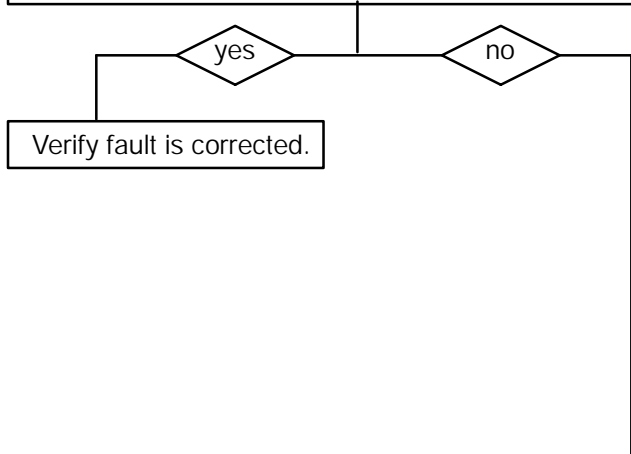 yes
no
Verify fault is corrected.